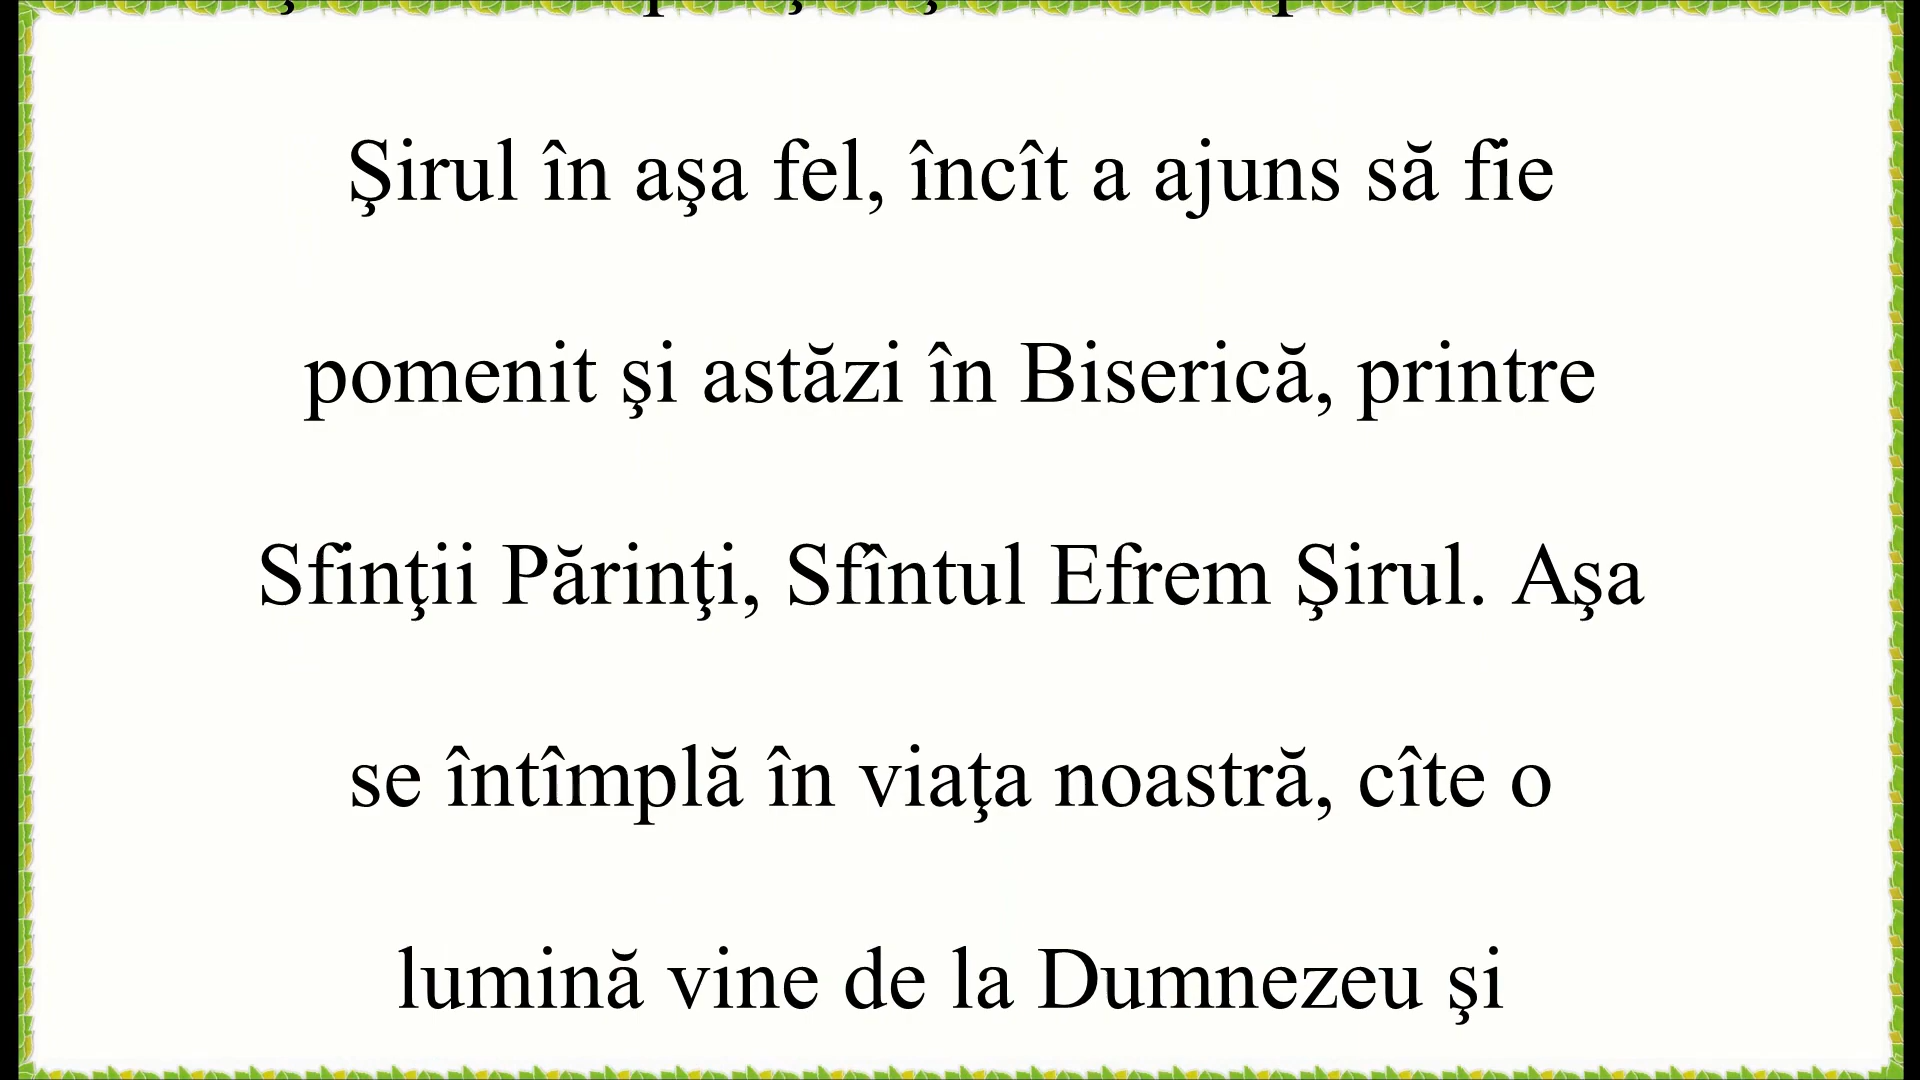 Şirul în aşa fel, încît a ajuns să fie
pomenit şi astăzi în Biserică, printre
Sfinţii Părinţi, Sfîntul Efrem Şirul. Aşa
se întîmplă în viaţa noastră, cîte o
lumină vine de la Dumnezeu şi